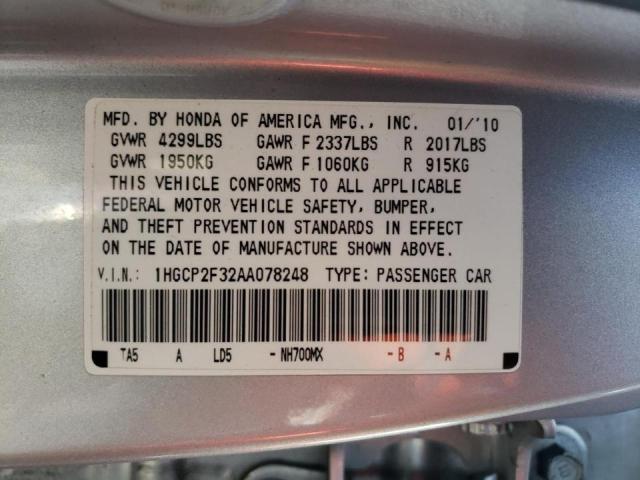 MFD. BY HONDA OF AMERICA MFG., INC. 01/'10
GVWR 4299LBS GAWR F 2337LBS R 2017LBS
GVWR 1950KG GAWR F 1060KG R 915KG
THIS VEHICLE CONFORMS TO ALL APPLICABLE
FEDERAL MOTOR VEHICLE SAFETY, BUMPER,
AND THEFT PREVENTION STANDARDS IN EFFECT
ON THE DATE OF MANUFACTURE SHOWN ABOVE.
V.I.N.: 1HGCP2F32AA078248 TYPE: PASSENGER CAR
TA5 A LD5 -NH700MX -B -A